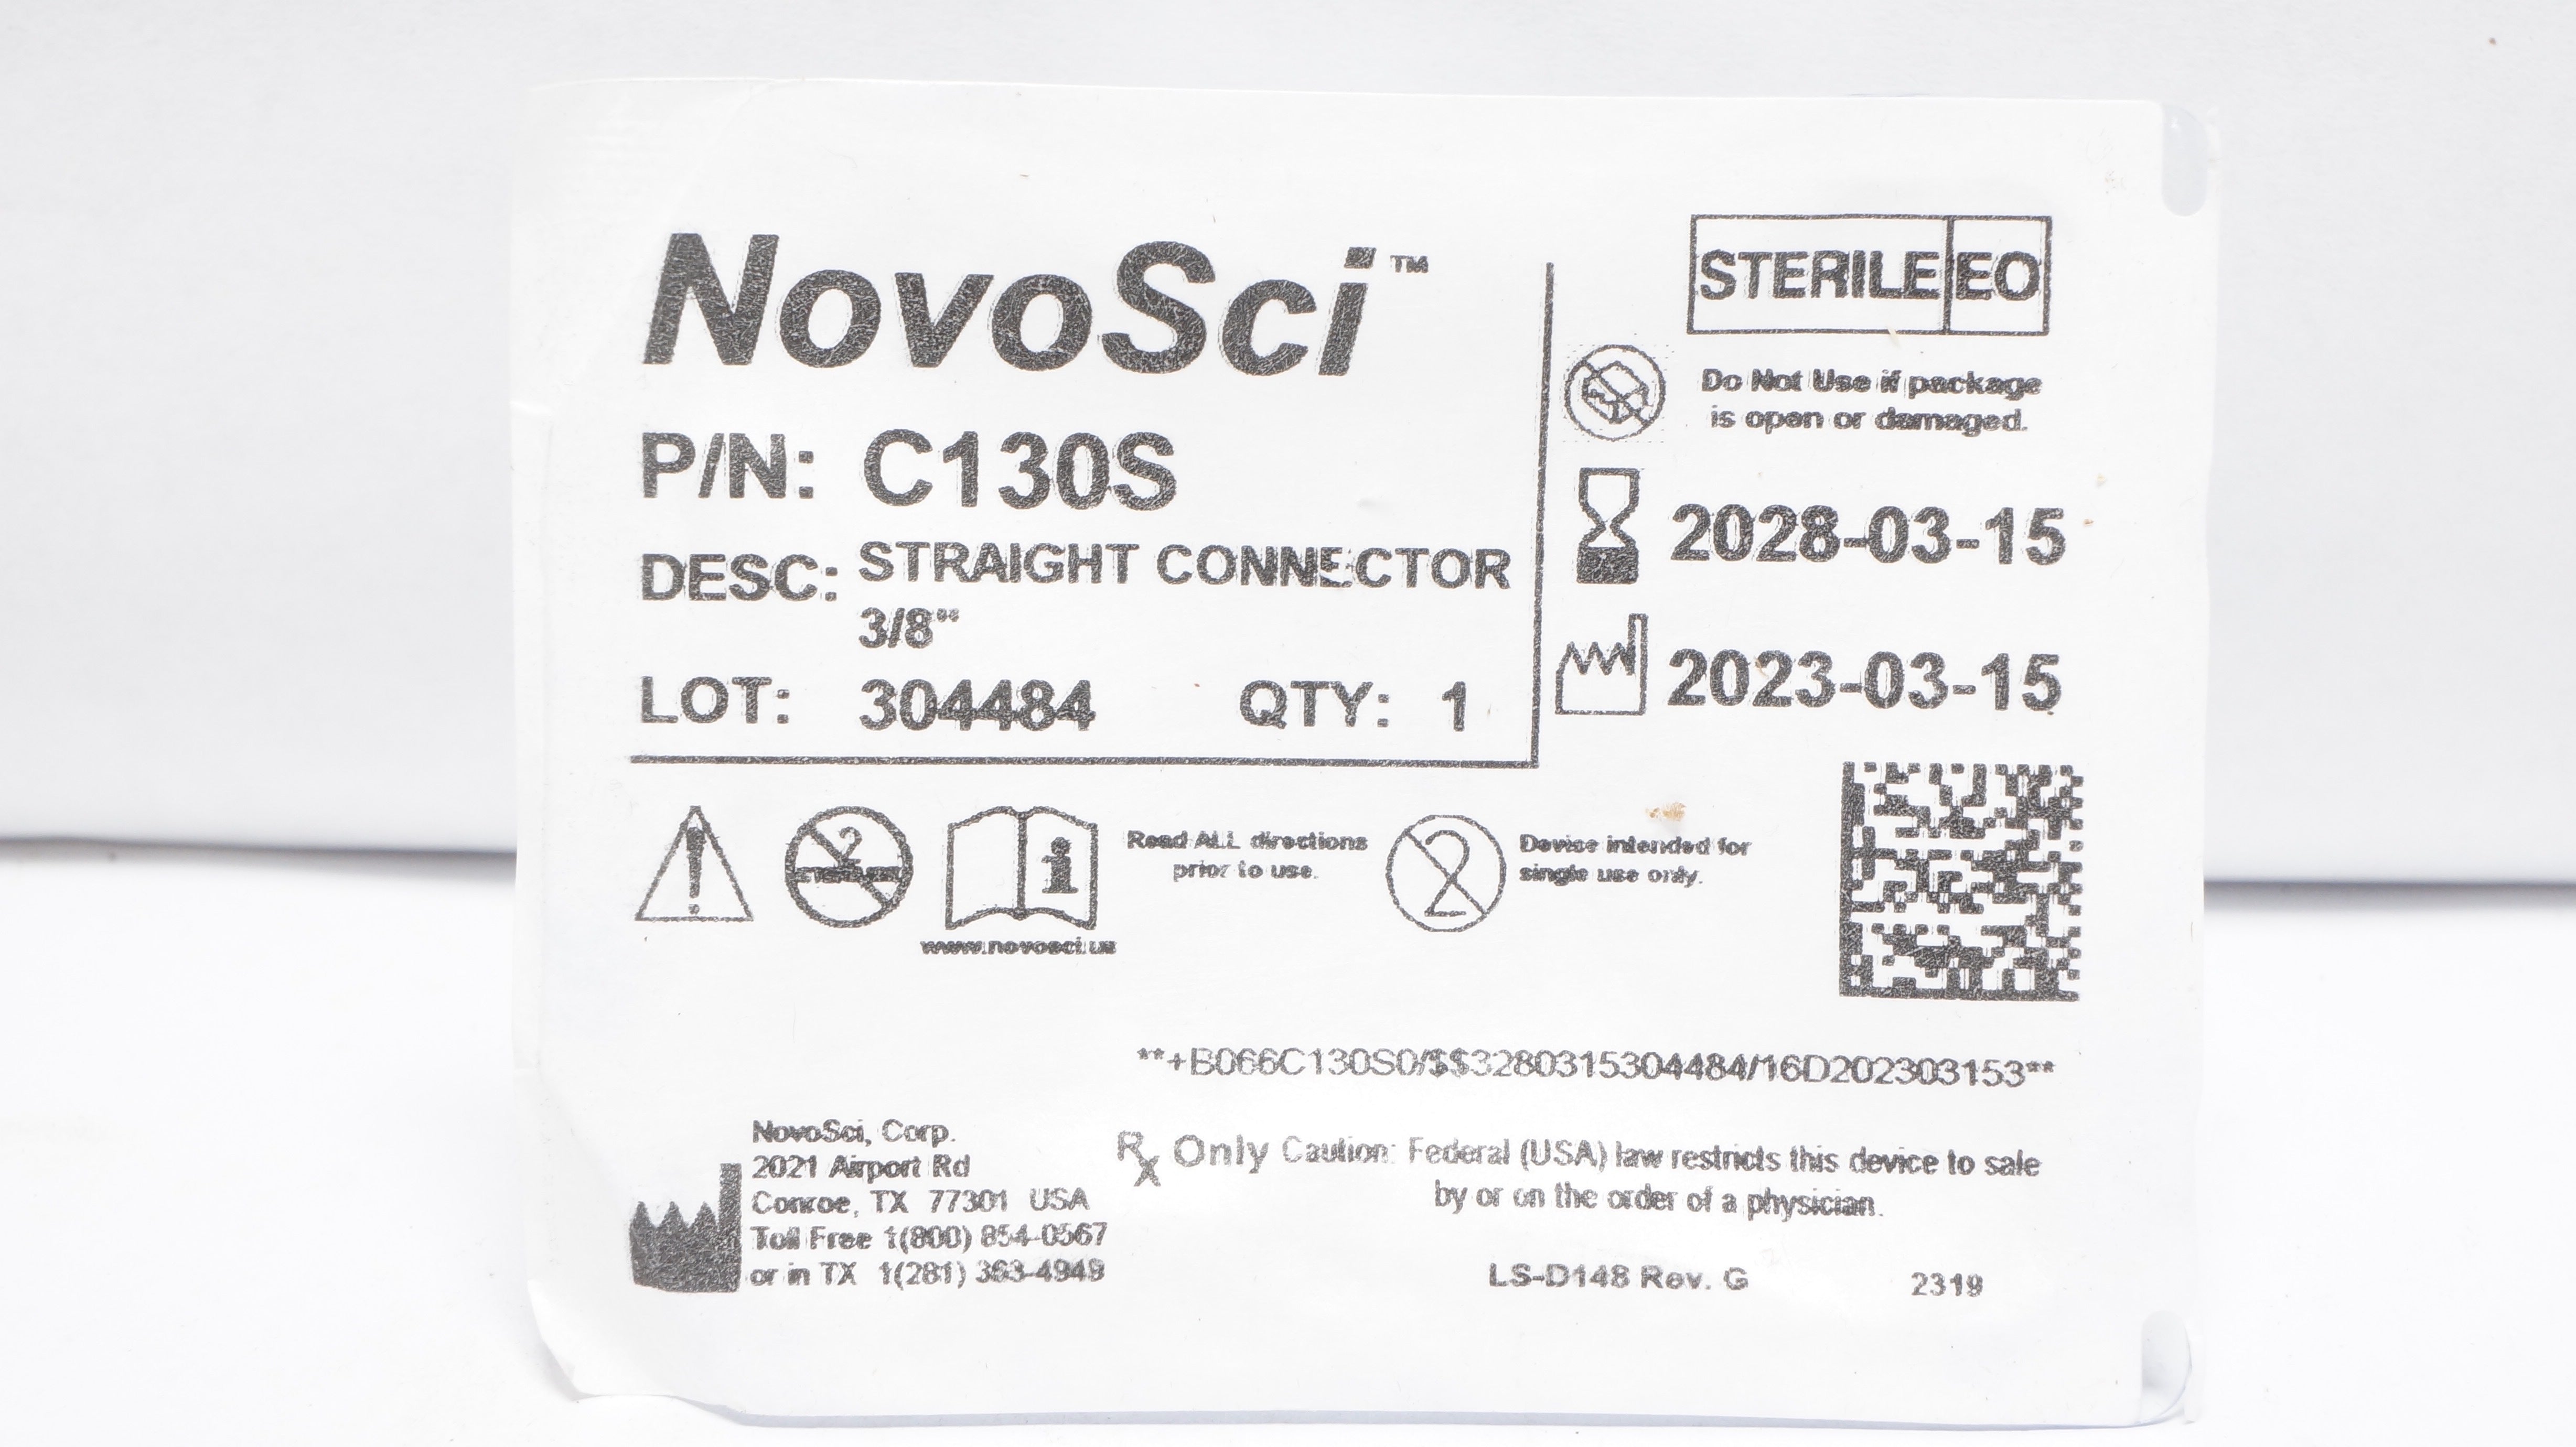 NovoSci™
P/N: C130S
DESC: STRAIGHT CONNECTOR
3/8"
LOT: 304484 QTY: 1
STERILE EO
Do Not Use if package
is open or damaged.
2028-03-15
2023-03-15
2
Read ALL directions
prior to use.
2
Device intended for
single use only.
www.novosci.us
**+B066C130S0/$$3280315304484/16D202303153**
NovoSci, Corp.
2021 Airport Rd
Conroe, TX 77301 USA
Toll Free 1(800) 854-0567
or in TX 1(281) 363-4949
Rx Only Caution: Federal (USA) law restricts this device to sale
by or on the order of a physician.
LS-D148 Rev. G 2319